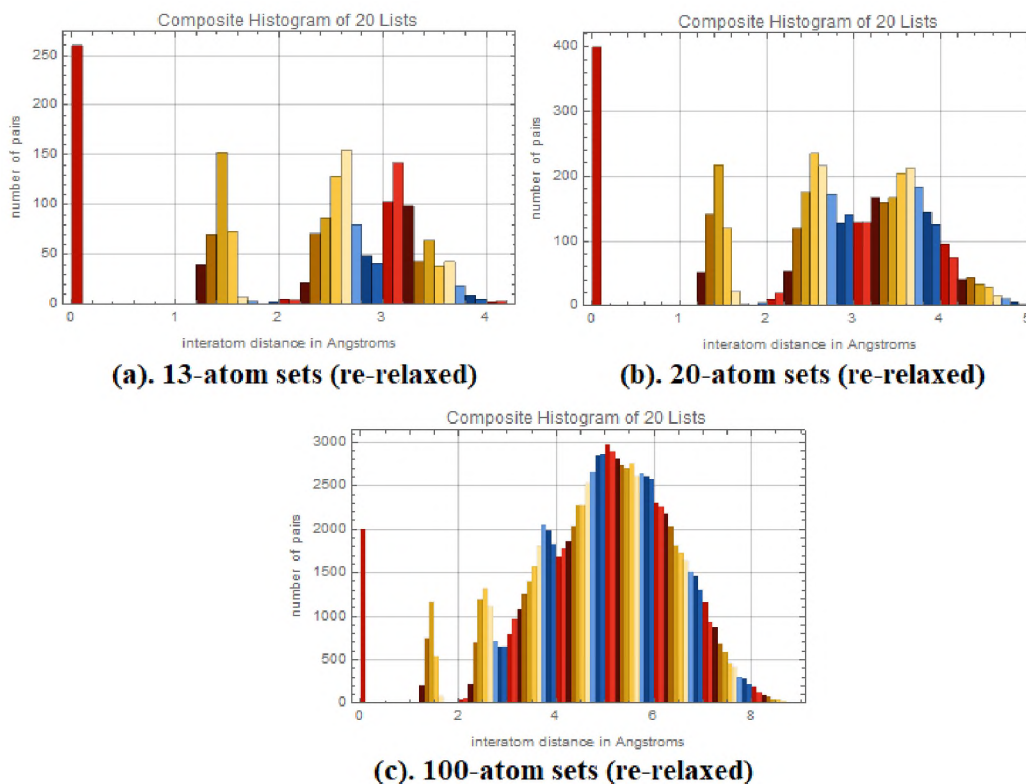 Composite Histogram of 20 Lists
number of pairs
250
200
150
100
50
0
0 1 2 3 4
interatom distance in Angstroms
(a). 13-atom sets (re-relaxed)
Composite Histogram of 20 Lists
number of pairs
400
300
200
100
0
0 1 2 3 4 5
interatom distance in Angstroms
(b). 20-atom sets (re-relaxed)
Composite Histogram of 20 Lists
number of pairs
3000
2500
2000
1500
1000
500
0
0 2 4 6 8
interatom distance in Angstroms
(c). 100-atom sets (re-relaxed)